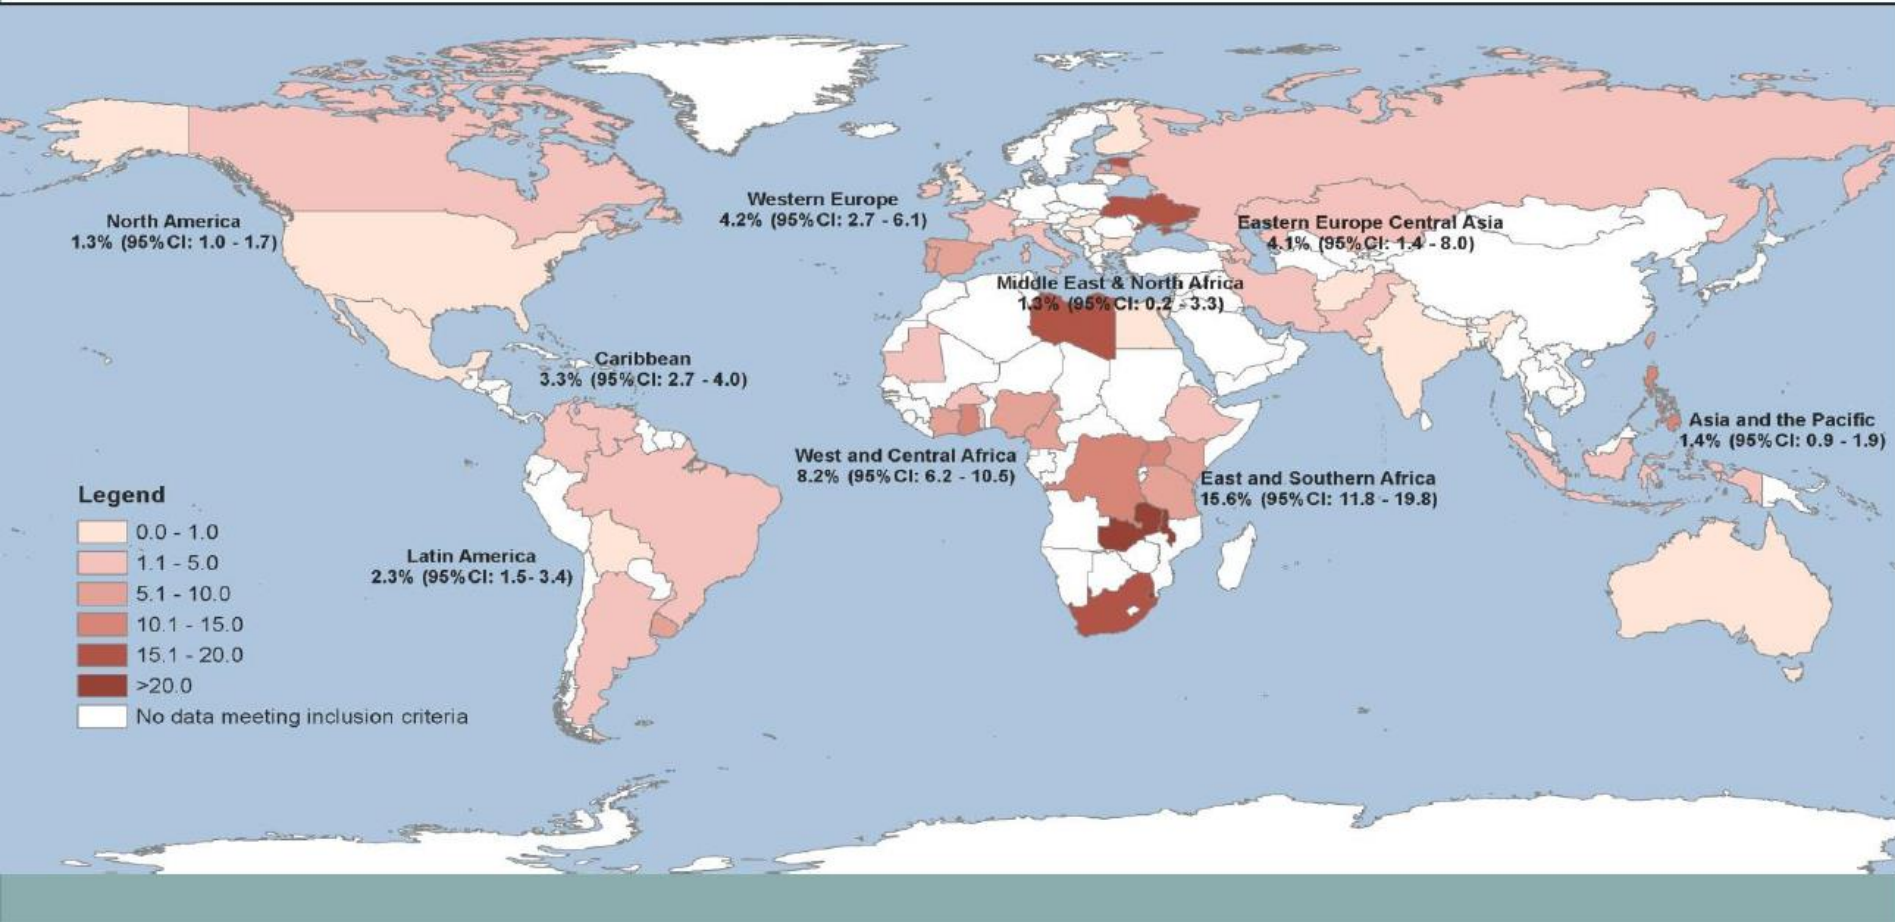 North America
1.3% (95%CI: 1.0 - 1.7)
Western Europe
4.2% (95%CI: 2.7 - 6.1)
Eastern Europe Central Asia
4.1% (95%CI: 1.4 - 8.0)
Middle East & North Africa
1.3% (95%CI: 0.2 - 3.3)
Caribbean
3.3% (95%CI: 2.7 - 4.0)
West and Central Africa
8.2% (95%CI: 6.2 - 10.5)
East and Southern Africa
15.6% (95%CI: 11.8 - 19.8)
Asia and the Pacific
1.4% (95%CI: 0.9 - 1.9)
Latin America
2.3% (95%CI: 1.5- 3.4)
Legend
0.0 - 1.0
1.1 - 5.0
5.1 - 10.0
10.1 - 15.0
15.1 - 20.0
>20.0
No data meeting inclusion criteria